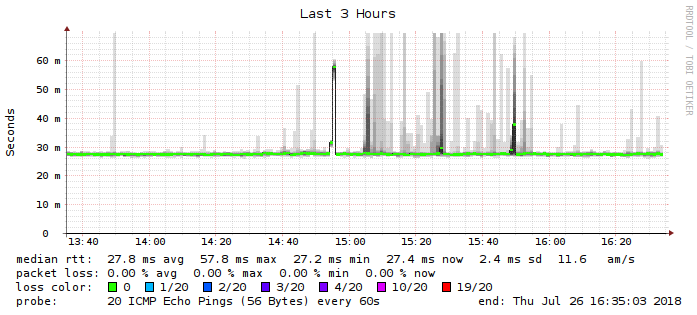 Last 3 Hours
RRDTOOL / TOBI OETIKER
Seconds
60 m
50 m
40 m
30 m
20 m
10 m
0
13:40 14:00 14:20 14:40 15:00 15:20 15:40 16:00 16:20
median rtt: 27.8 ms avg 57.8 ms max 27.2 ms min 27.4 ms now 2.4 ms sd 11.6 am/s
packet loss: 0.00 % avg 0.00 % max 0.00 % min 0.00 % now
loss color: 0 1/20 2/20 3/20 4/20 10/20 19/20
probe: 20 ICMP Echo Pings (56 Bytes) every 60s end: Thu Jul 26 16:35:03 2018